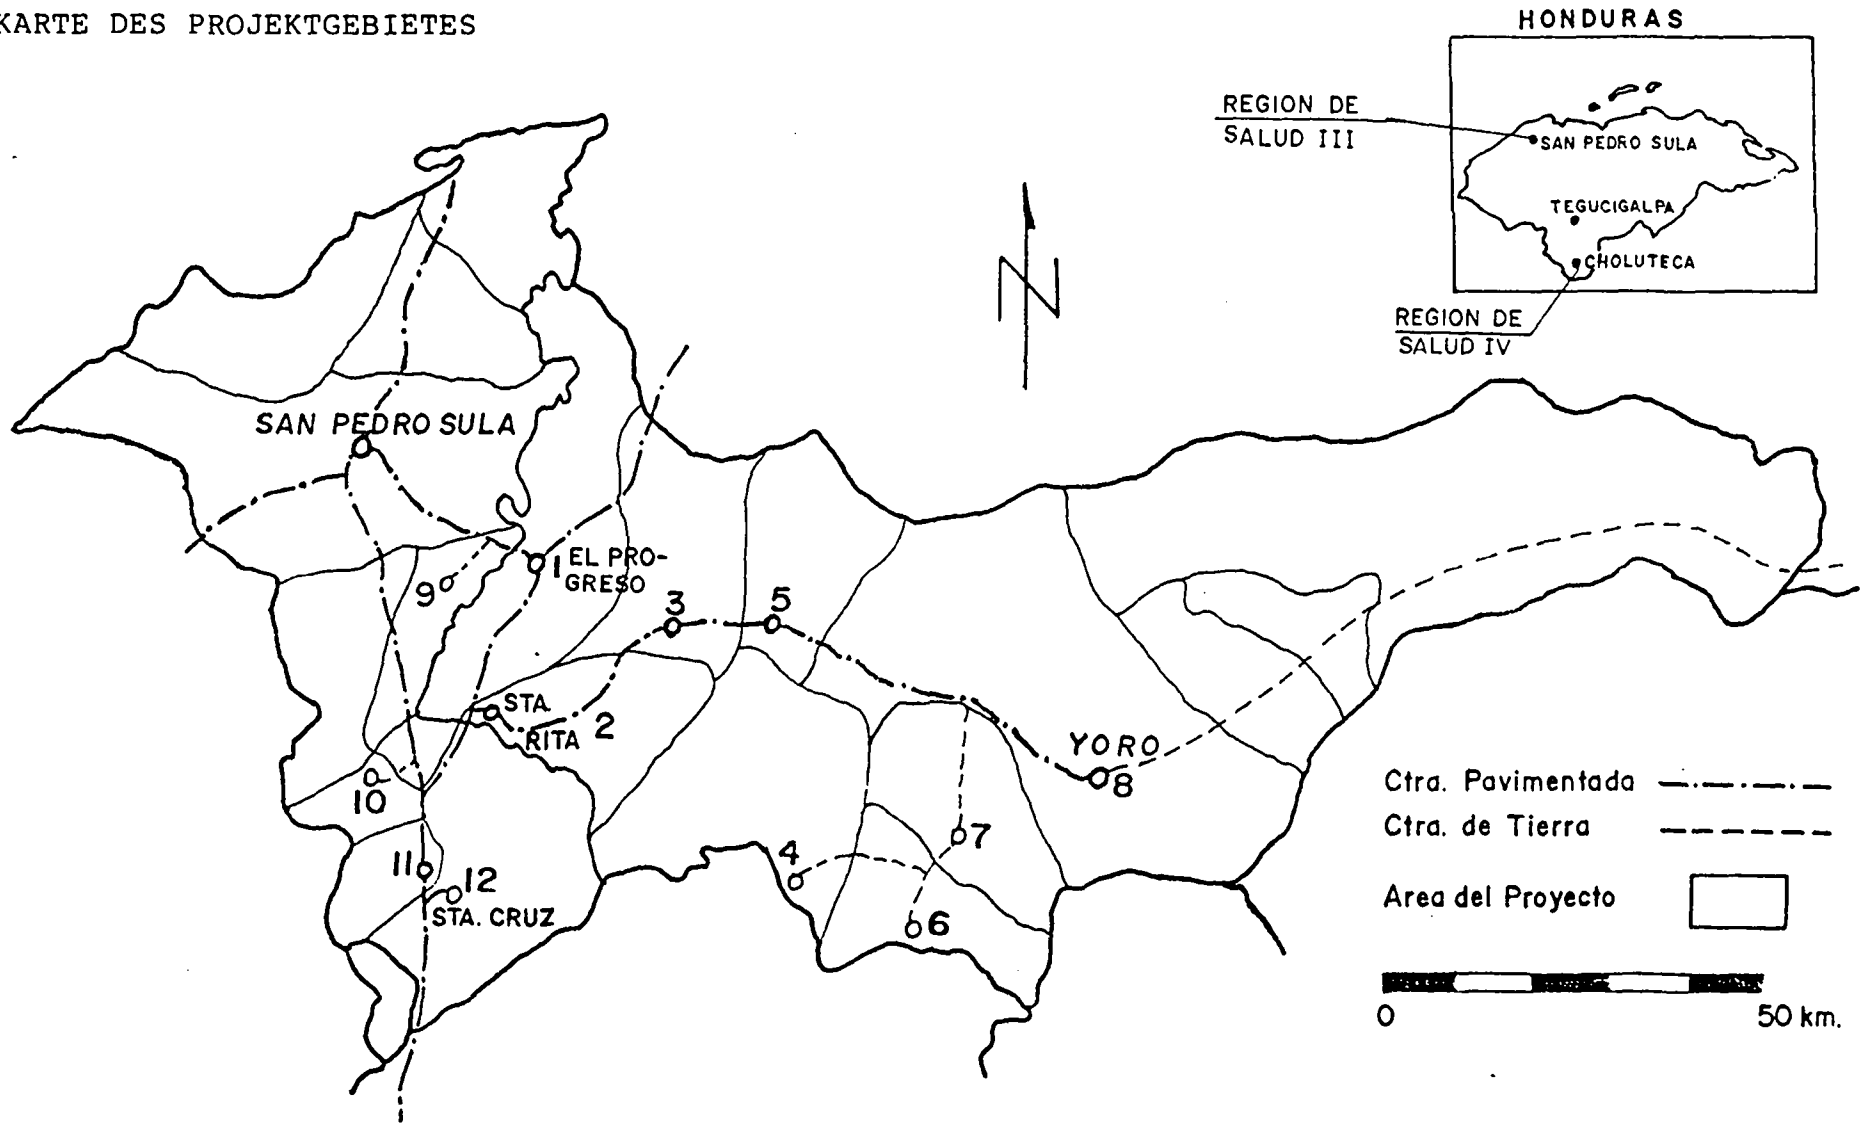 KARTE DES PROJEKTGEBIETES
HONDURAS
REGION DE
SALUD III
SAN PEDRO SULA
TEGUCIGALPA
CHOLUTECA
REGION DE
SALUD IV
N
SAN PEDRO SULA
1 EL PRO-
GRESO
9
3
5
STA.
RITA 2
YORO
8
10
7
4
11
12
STA. CRUZ
6
Ctra. Pavimentada
Ctra. de Tierra
Area del Proyecto
0 50 km.